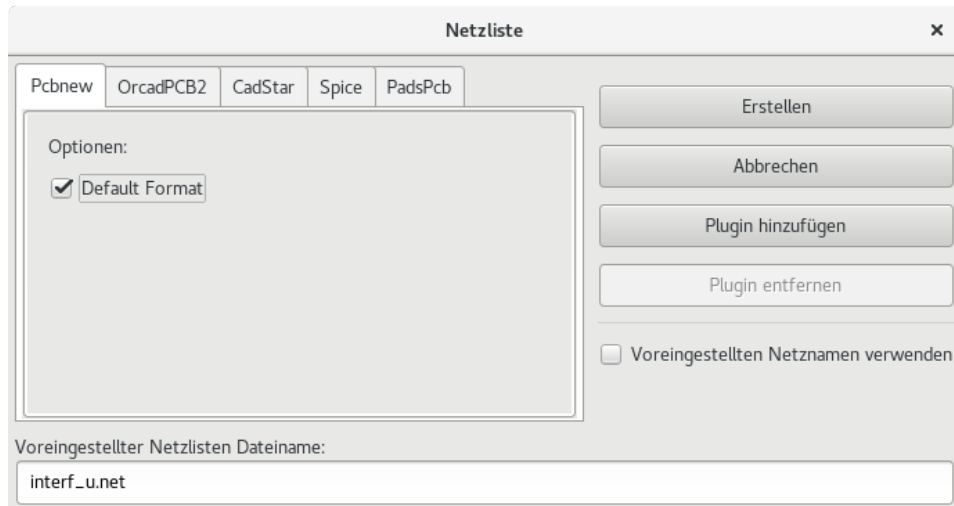 Netzliste
Pcbnew OrcadPCB2 CadStar Spice PadsPcb
Optionen:
Default Format
Erstellen
Abbrechen
Plugin hinzufügen
Plugin entfernen
Voreingestellten Netznamen verwenden
Voreingestellter Netzlisten Dateiname:
interf_u.net